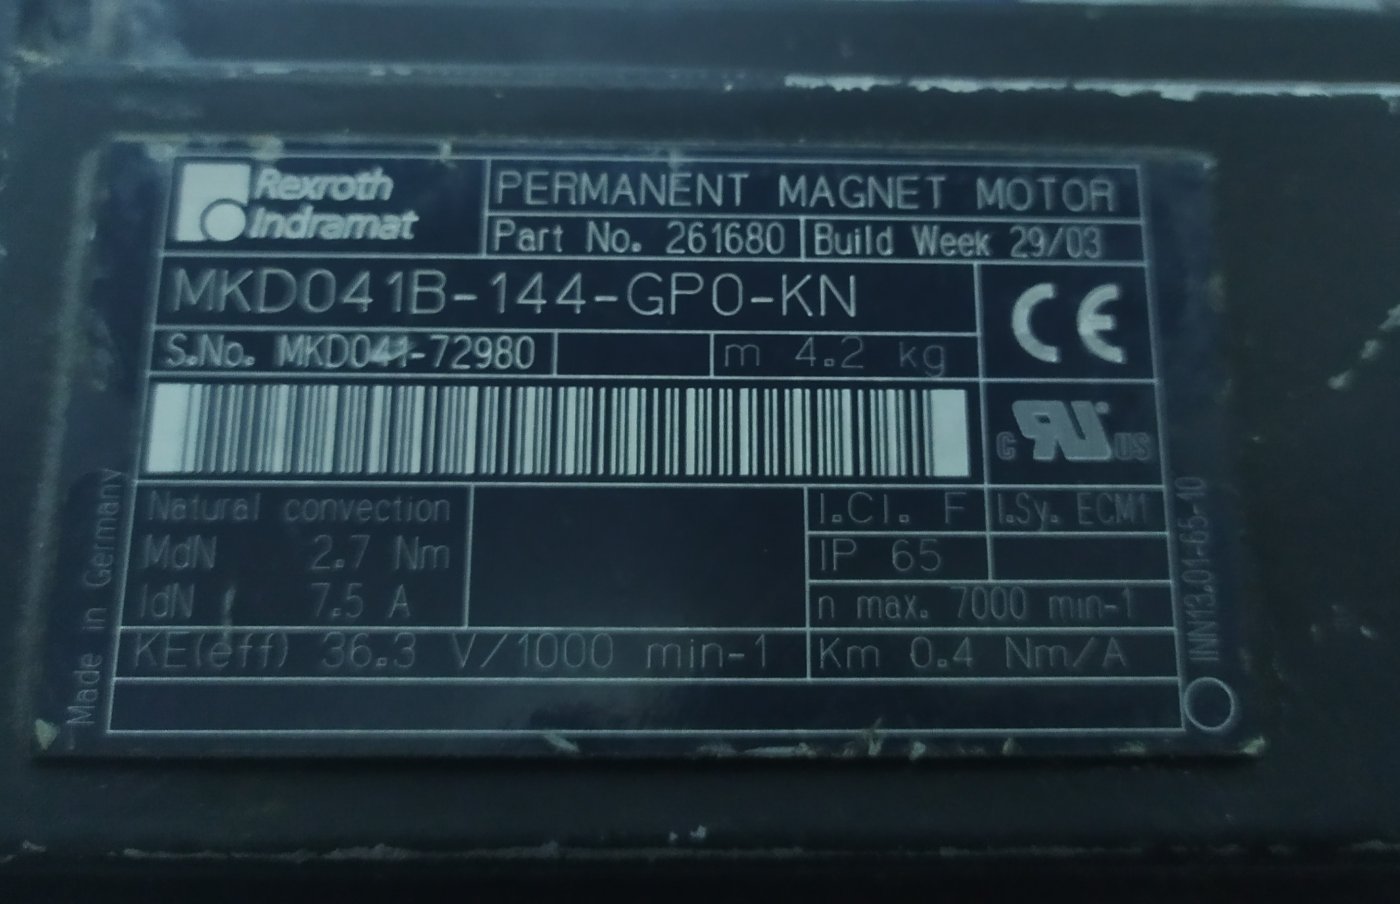 Rexroth
Indramat
PERMANENT MAGNET MOTOR
Part No. 261680 Build Week 29/03
MKD041B-144-GP0-KN
CE
S.No. MKD041-72980 m 4.2 kg
c RU US
Natural convection
I.Cl. F I.Sy. ECM1
MdN 2.7 Nm
IP 65
IdN 7.5 A
n max. 7000 min-1
KE(eff) 36.3 V/1000 min-1 Km 0.4 Nm/A
Made in Germany
INN13.01-65-10